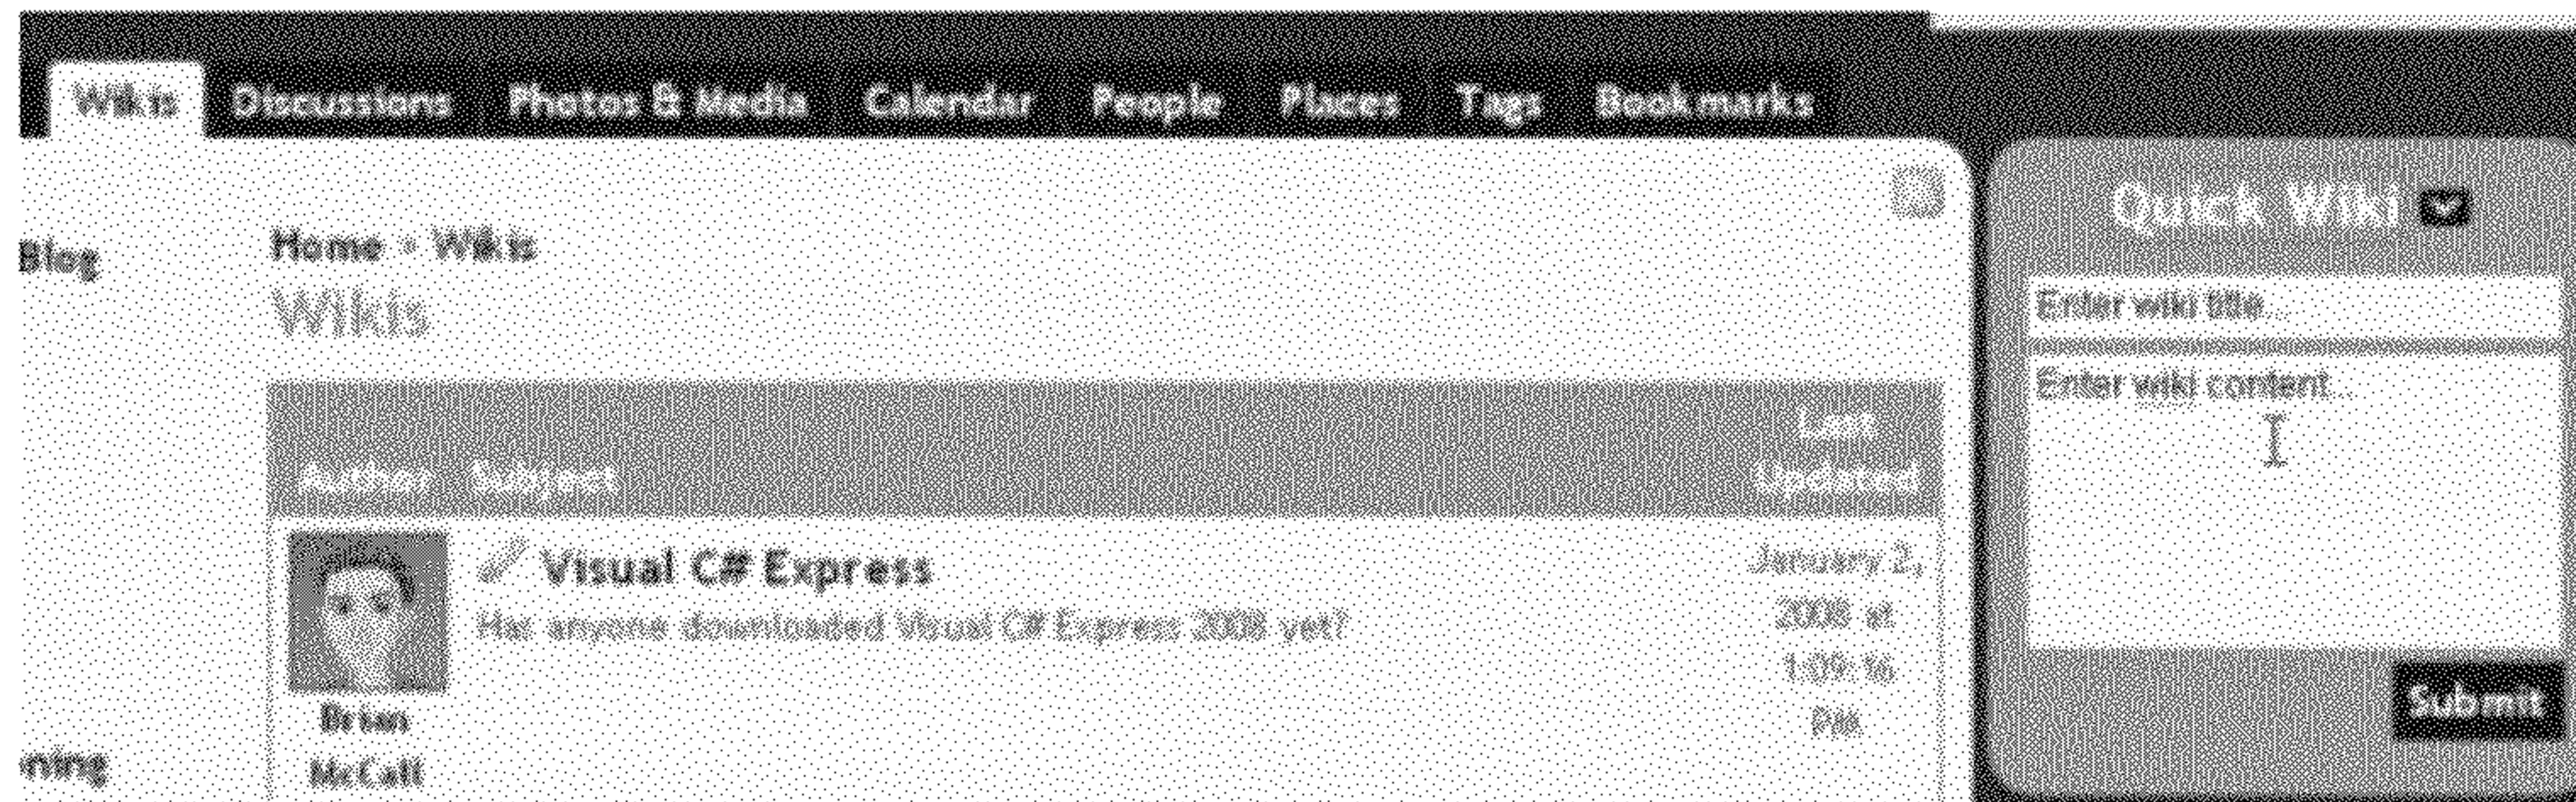 Wikis Discussions Photos & Media Calendar People Places Tags Bookmarks
Blog
Home • Wikis
Wikis
Author Subject Last Updated
Visual C# Express
Has anyone downloaded Visual C# Express 2008 yet?
January 2,
2008 at
1:09:16
PM
Brian
McCall
ning
Quick Wiki
Enter wiki title...
Enter wiki content...
Submit